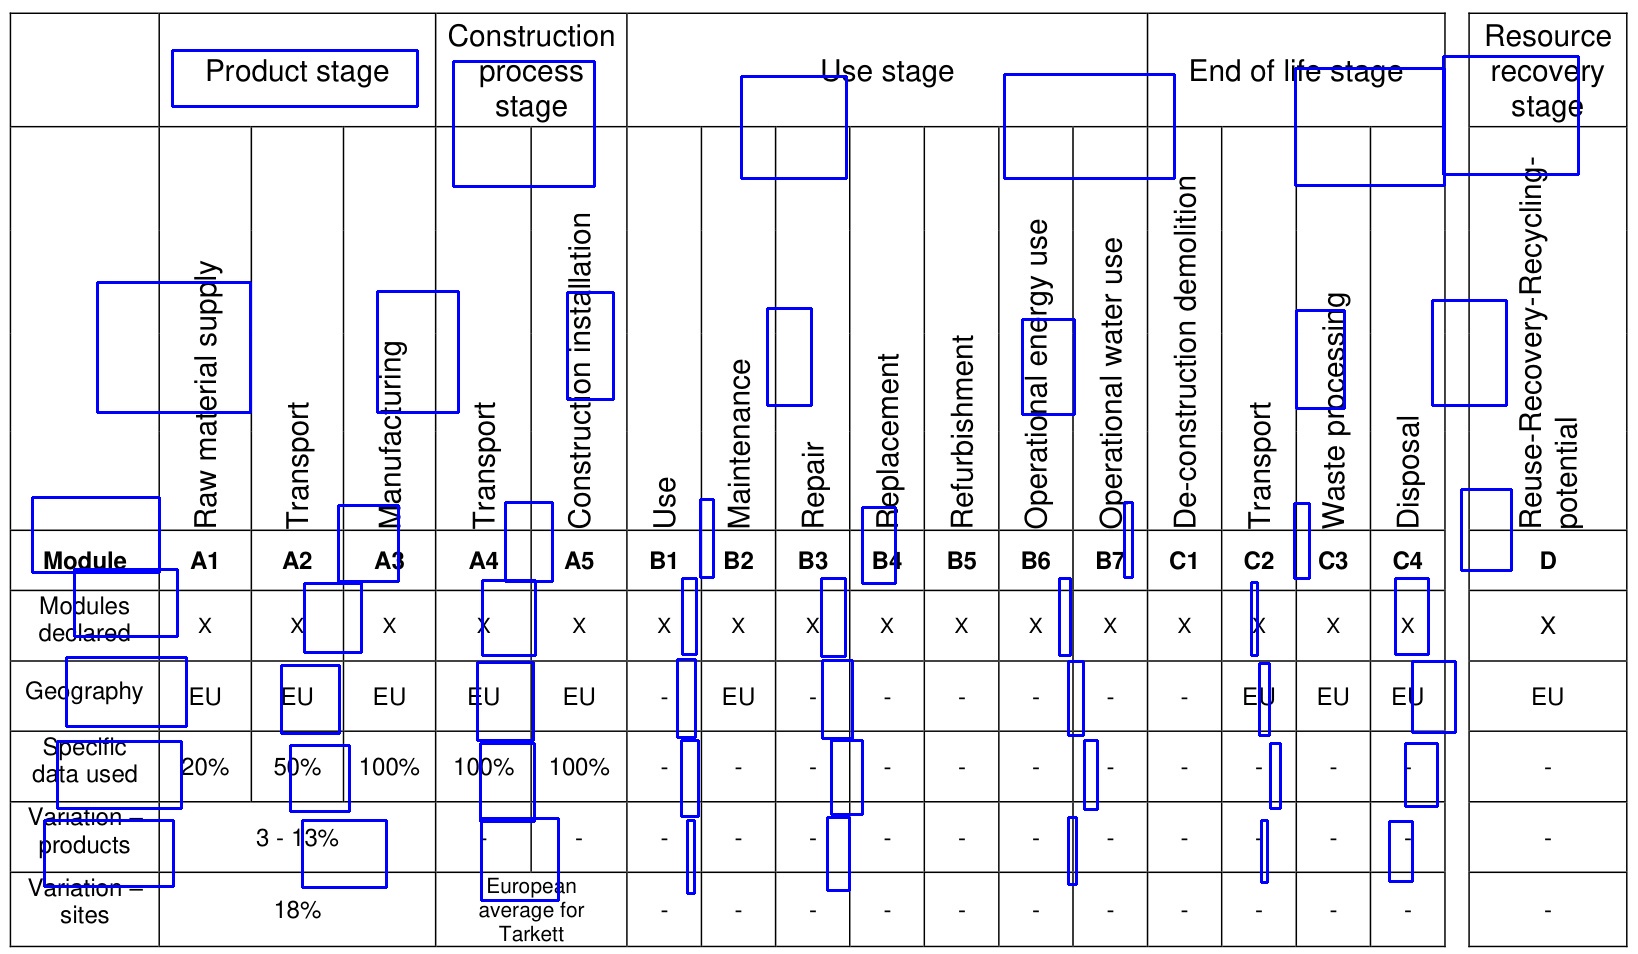 Product stage
Construction
process
stage
Use stage
End of life stage
Resource
recovery
stage
Raw material supply
Transport
Manufacturing
Transport
Construction installation
Use
Maintenance
Repair
Replacement
Refurbishment
Operational energy use
Operational water use
De-construction demolition
Transport
Waste processing
Disposal
Reuse-Recovery-Recycling-
potential
Module A1 A2 A3 A4 A5 B1 B2 B3 B4 B5 B6 B7 C1 C2 C3 C4 D
Modules
declared X X X X X X X X X X X X X X X X X
Geography EU EU EU EU EU - EU - - - - - - EU EU EU EU
Specific
data used 20% 50% 100% 100% 100% - - - - - - - - - - - -
Variation –
products 3 - 13% - - - - - - - - - - - - - -
Variation –
sites 18%
European
average for
Tarkett
- - - - - - - - - - - -